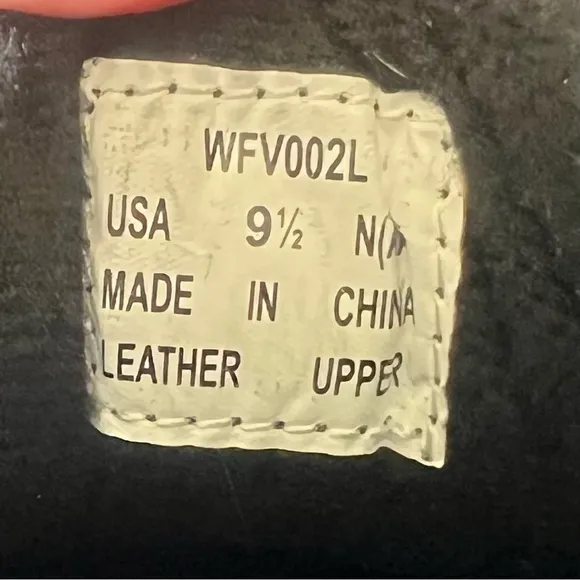 WFV002L
USA 9½
MADE IN CHINA
LEATHER UPPER